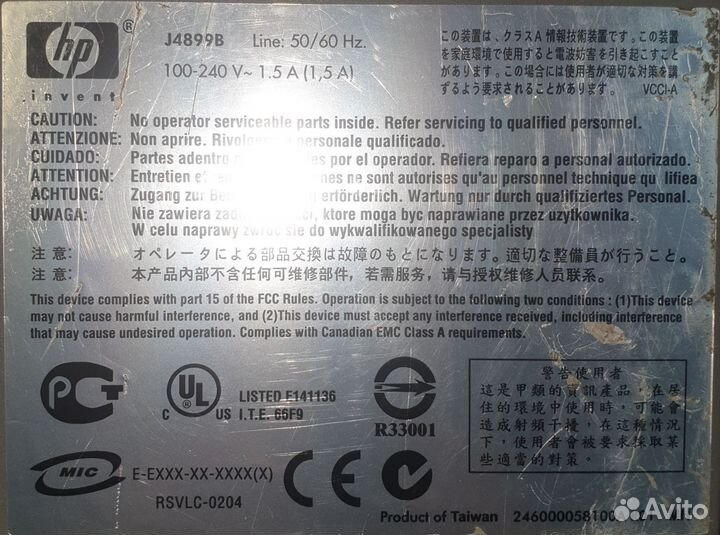 hp ®
invent
J4899B Line: 50/60 Hz.
100-240 V~ 1.5 A (1,5 A)
この装置は、クラスA情報技術装置です。この装置
を家庭環境で使用すると電波妨害を引き起こすこと
があります。この場合には使用者が適切な対策を講
ずるよう要求されることがあります。 VCCI-A
CAUTION: No operator serviceable parts inside. Refer servicing to qualified personnel.
ATTENZIONE: Non aprire. Rivolgersi a personale qualificato.
CUIDADO: Partes adentro por el operador. Refiera reparo a personal autorizado.
ATTENTION: Entretien et ne sont autorises qu'au personnel technique qu lifiea
ACHTUNG: Zugang zur erförderlich. Wartung nur durch qualifiziertes Personal.
UWAGA: Nie zawiera ktore moga byc naprawiane przez uzytkownika.
W celu naprawy zwroc sie do wykwalifikowanego specjalisty
注 意: オペレータによる部品交換は故障のもとになります。適切な整備員が行うこと。
注 意: 本产品内部不含任何可维修部件，若需服务，请与授权维修人员联系。
This device complies with part 15 of the FCC Rules. Operation is subject to the following two conditions : (1)This device
may not cause harmful interference, and (2)This device must accept any interference received, including interference
that may cause undesired operation. Complies with Canadian EMC Class A requirements.
PCT
C UL ® US
LISTED E141136
I.T.E. 66F9
R33001
警告使用者
這是甲類的資訊產品，在居
住的環境中使用時，可能會
造成射頻干擾，在這種情況
下，使用者會被要求採取某
些適當的對策。
MIC
E-EXXX-XX-XXXX(X)
RSVLC-0204
CE
Product of Taiwan
Avito